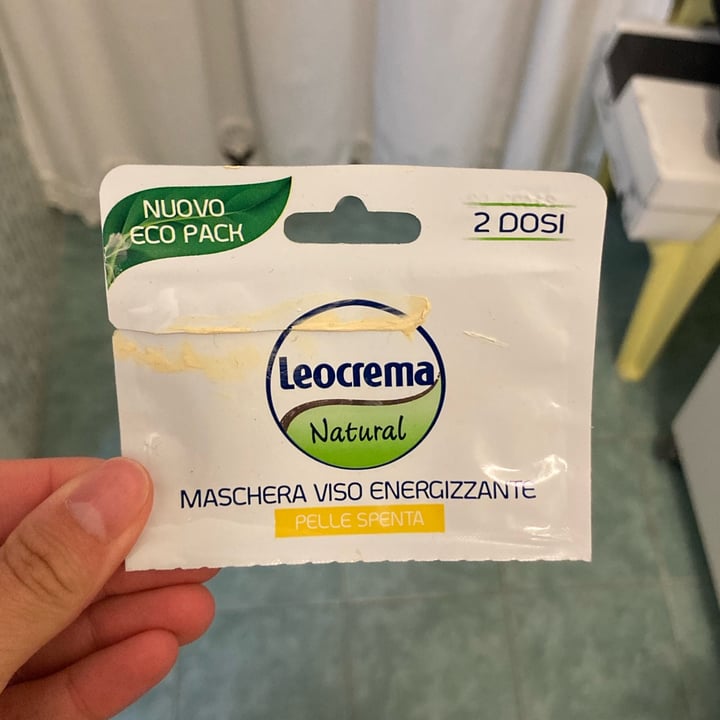 NUOVO
ECO PACK
2 DOSI
Leocrema
Natural
MASCHERA VISO ENERGIZZANTE
PELLE SPENTA